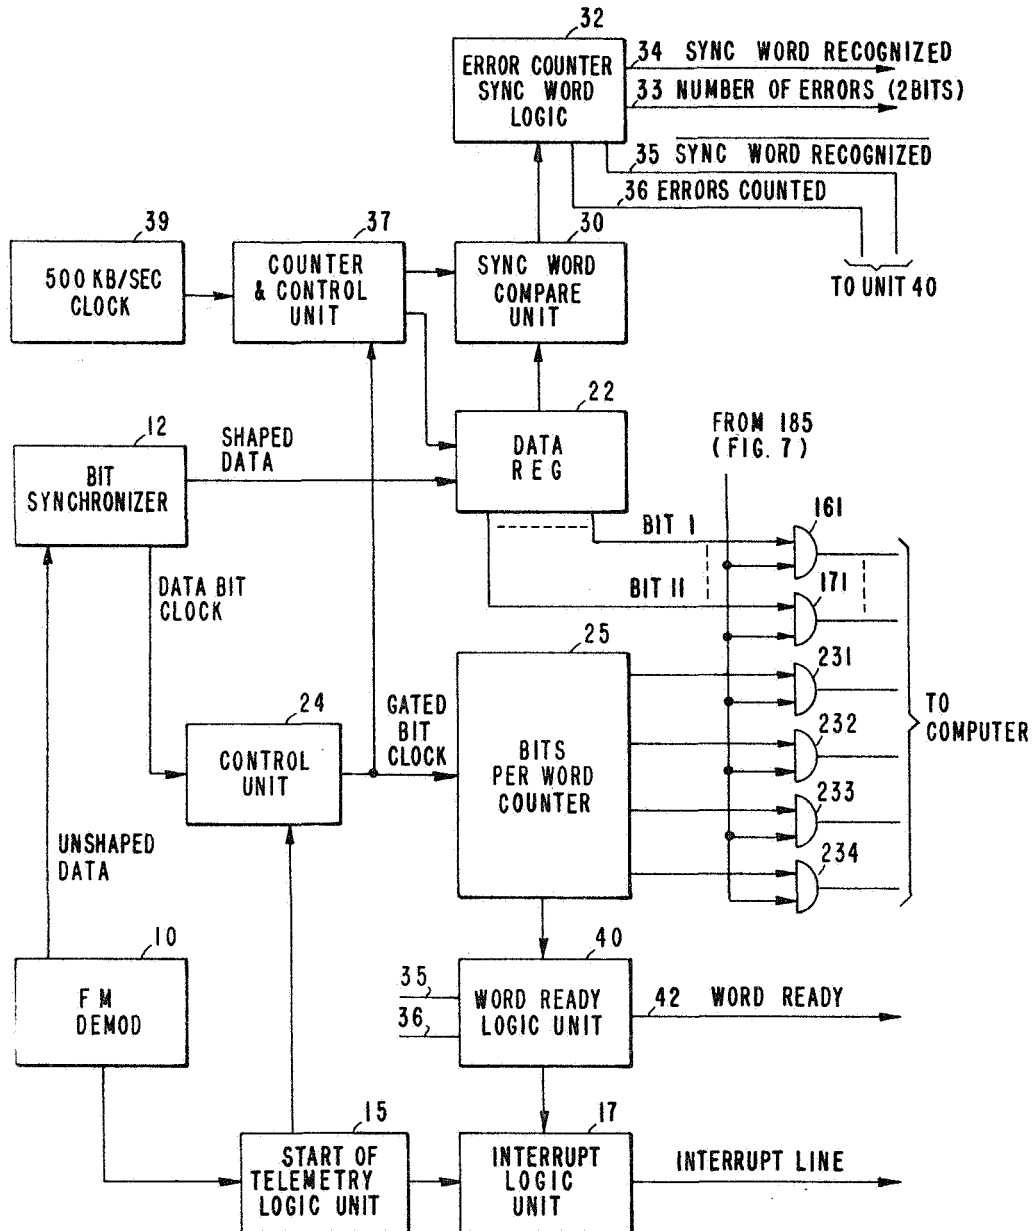 32
ERROR COUNTER
SYNC WORD
LOGIC
34 SYNC WORD RECOGNIZED
33 NUMBER OF ERRORS (2BITS)
35 SYNC WORD RECOGNIZED
36 ERRORS COUNTED
TO UNIT 40
39
500 KB/SEC
CLOCK
37
COUNTER
& CONTROL
UNIT
30
SYNC WORD
COMPARE
UNIT
12
BIT
SYNCHRONIZER
SHAPED
DATA
22
DATA
REG
FROM 185
(FIG. 7)
BIT I
161
BIT II
171
DATA BIT
CLOCK
25
BITS
PER WORD
COUNTER
231
232
233
234
TO
COMPUTER
24
CONTROL
UNIT
GATED
BIT
CLOCK
UNSHAPED
DATA
10
FM
DEMOD
35
36
40
WORD READY
LOGIC UNIT
42 WORD READY
15
START OF
TELEMETRY
LOGIC UNIT
17
INTERRUPT
LOGIC
UNIT
INTERRUPT LINE